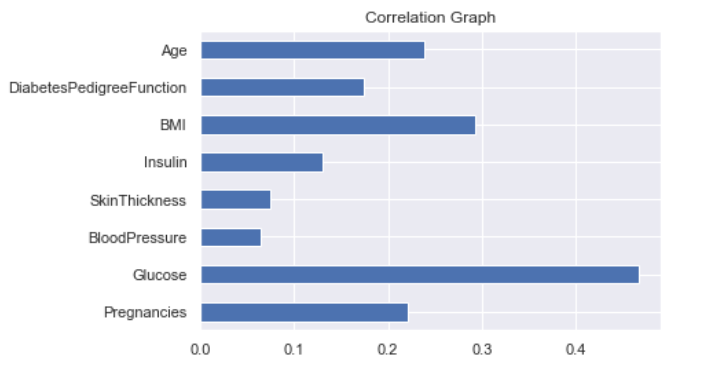 Correlation Graph
Age
DiabetesPedigreeFunction
BMI
Insulin
SkinThickness
BloodPressure
Glucose
Pregnancies
0.0 0.1 0.2 0.3 0.4